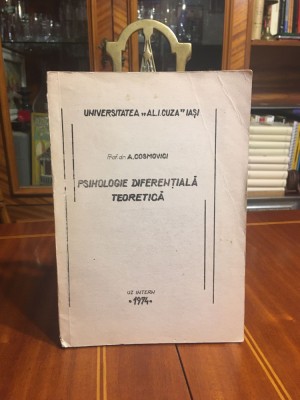 UNIVERSITATEA „AL.I.CUZA” IAŞI
Prof. dr. A. COSMOVICI
PSIHOLOGIE DIFERENŢIALĂ
TEORETICĂ
UZ INTERN
•1974•